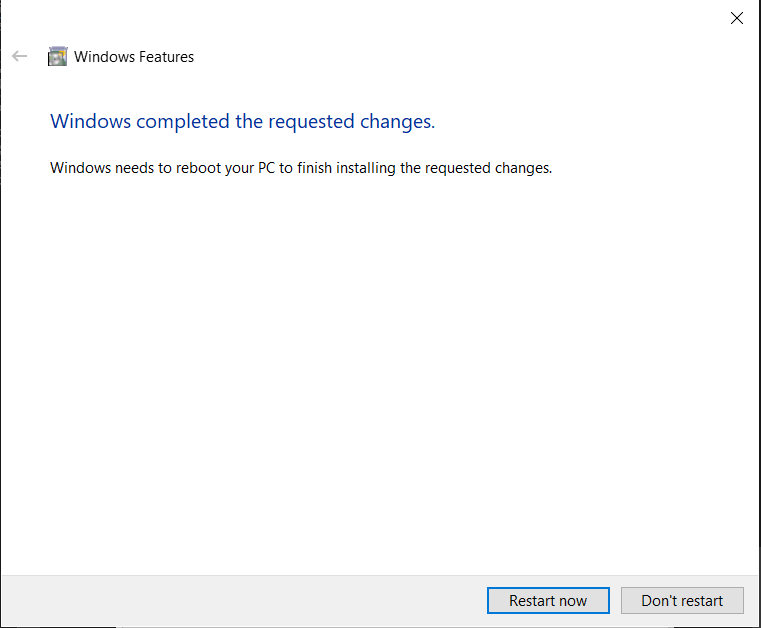 Windows Features
Windows completed the requested changes.
Windows needs to reboot your PC to finish installing the requested changes.
Restart now
Don't restart